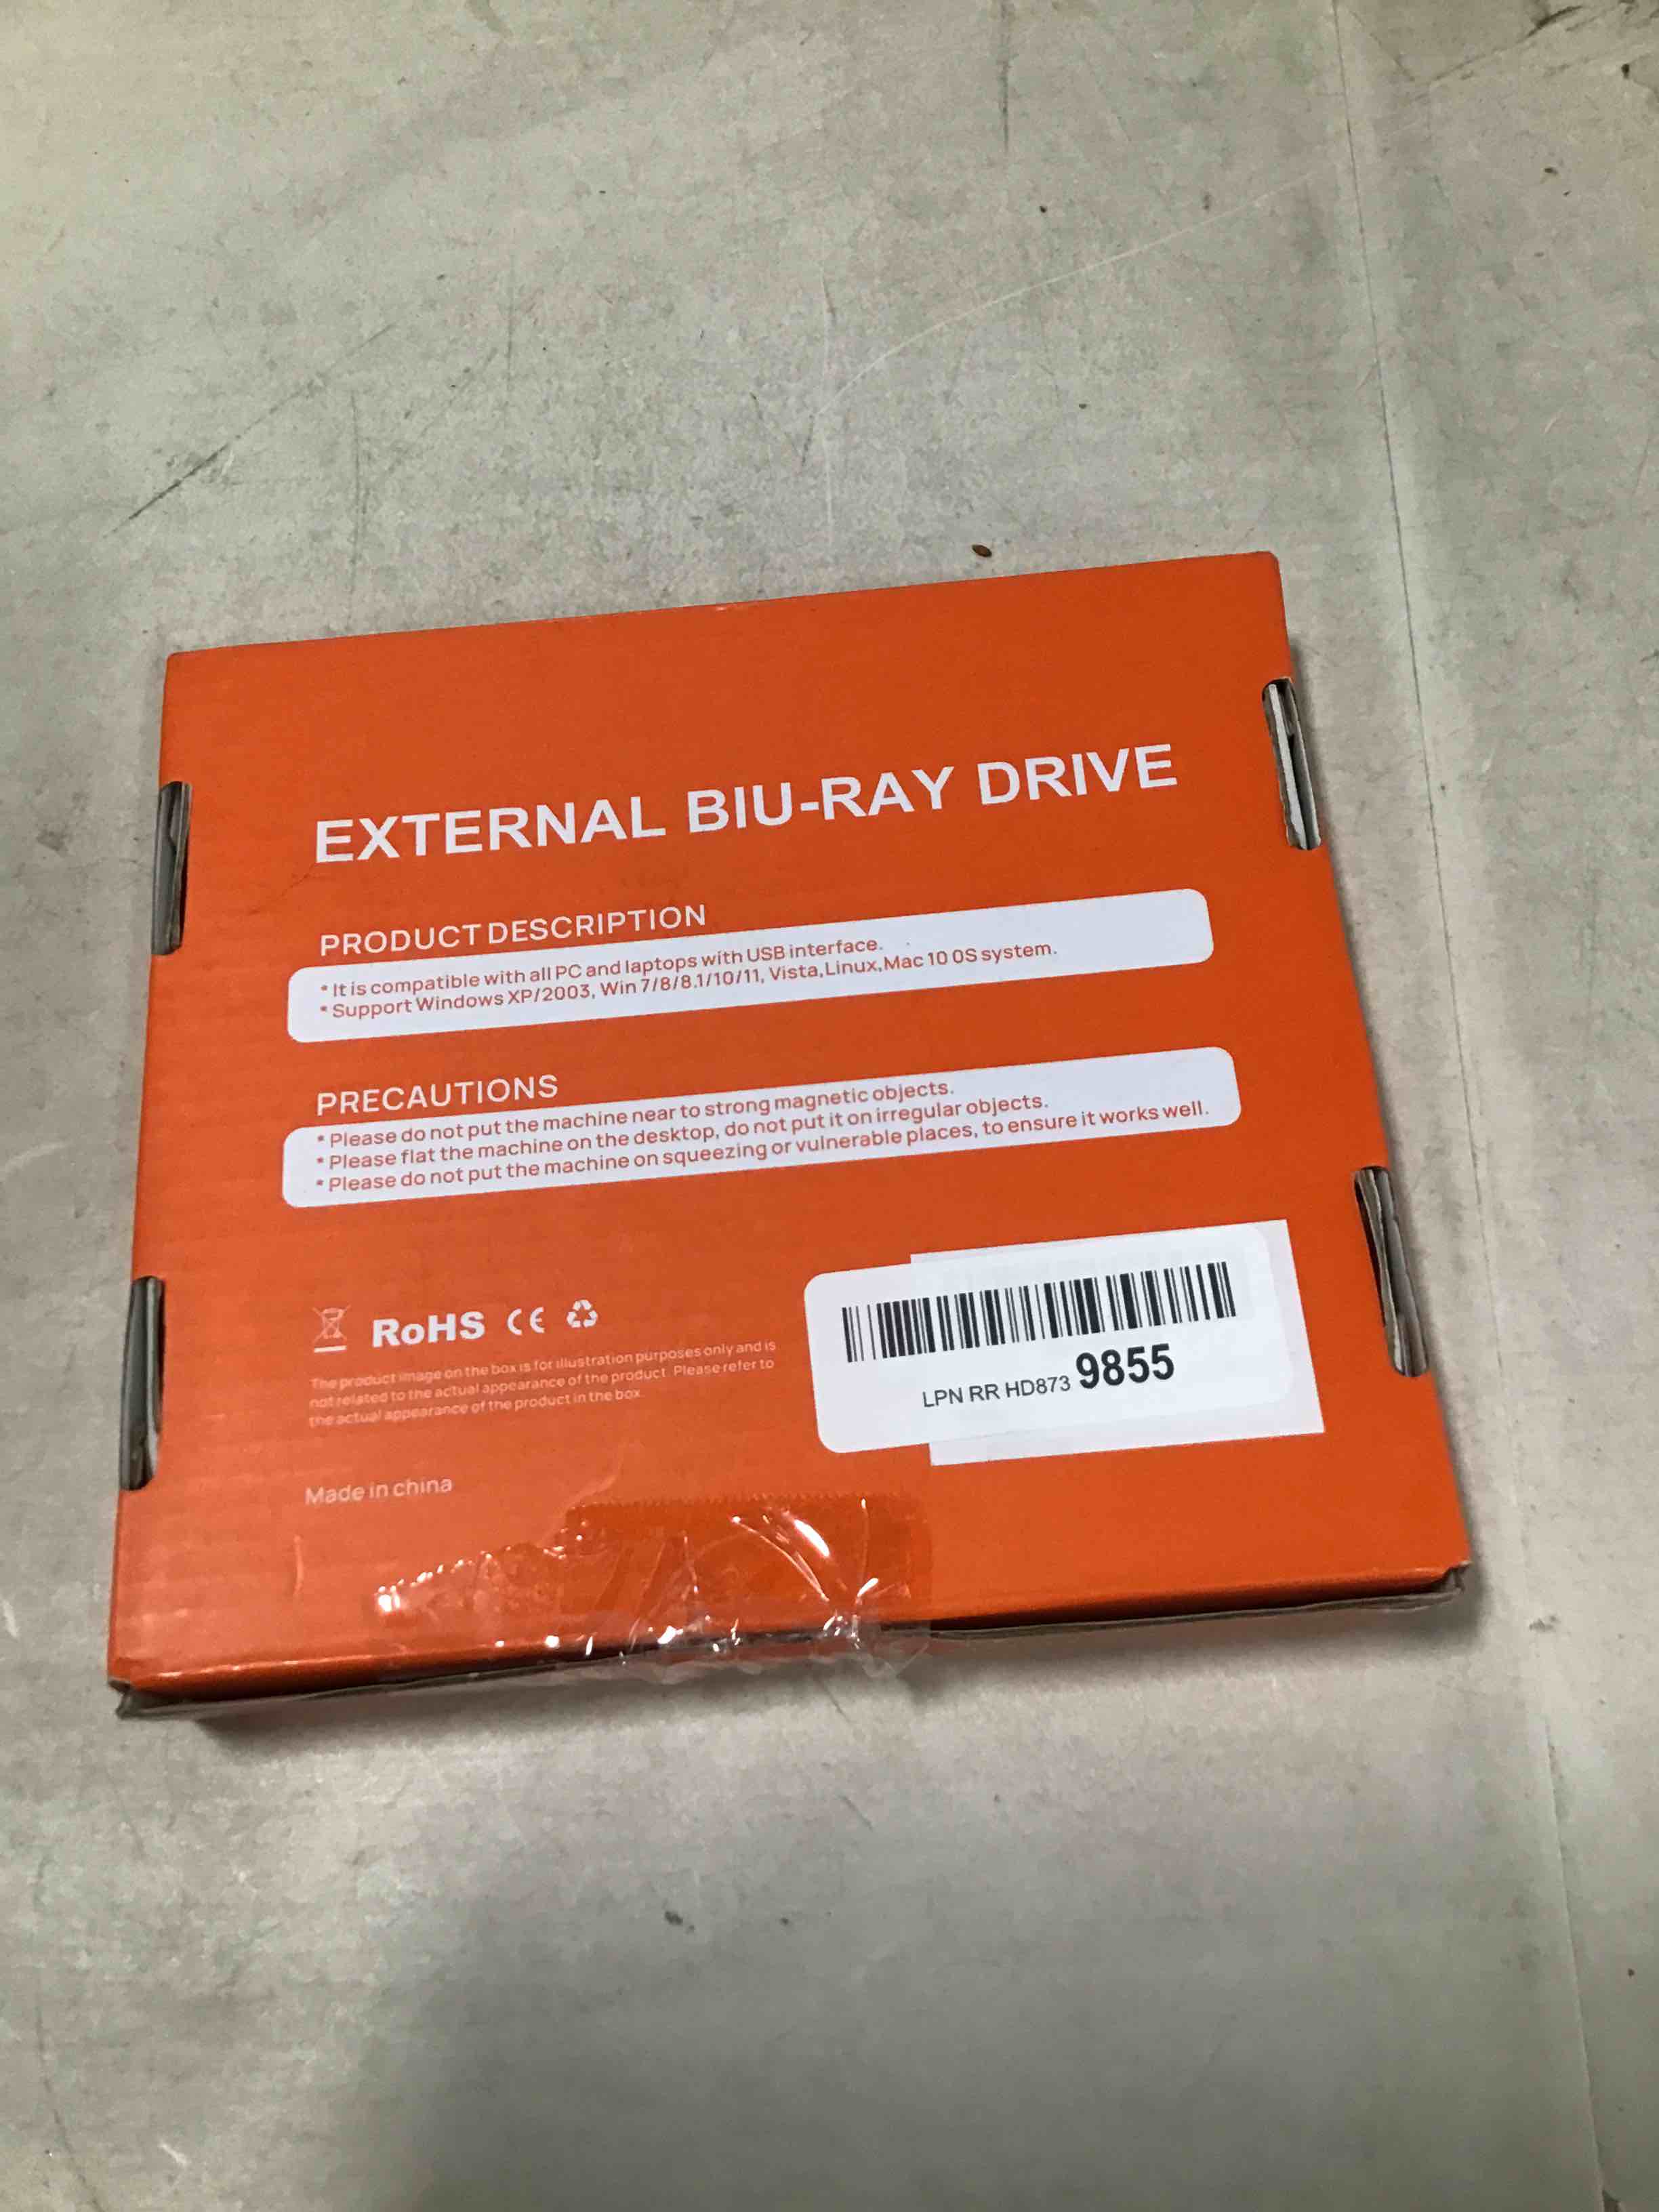 EXTERNAL BIU-RAY DRIVE
PRODUCT DESCRIPTION
* It is compatible with all PC and laptops with USB interface.
* Support Windows XP/2003, Win 7/8/8.1/10/11, Vista,Linux,Mac 10 OS system.
PRECAUTIONS
* Please do not put the machine near to strong magnetic objects.
* Please flat the machine on the desktop, do not put it on irregular objects.
* Please do not put the machine on squeezing or vulnerable places, to ensure it works well.
RoHS CE
The product image on the box is for illustration purposes only and is
not related to the actual appearance of the product. Please refer to
the actual appearance of the product in the box.
LPN RR HD873 9855
Made in china